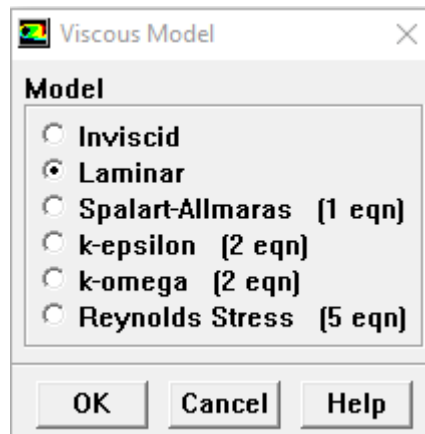 Viscous Model
Model
Inviscid
Laminar
Spalart-Allmaras (1 eqn)
k-epsilon (2 eqn)
k-omega (2 eqn)
Reynolds Stress (5 eqn)
OK Cancel Help